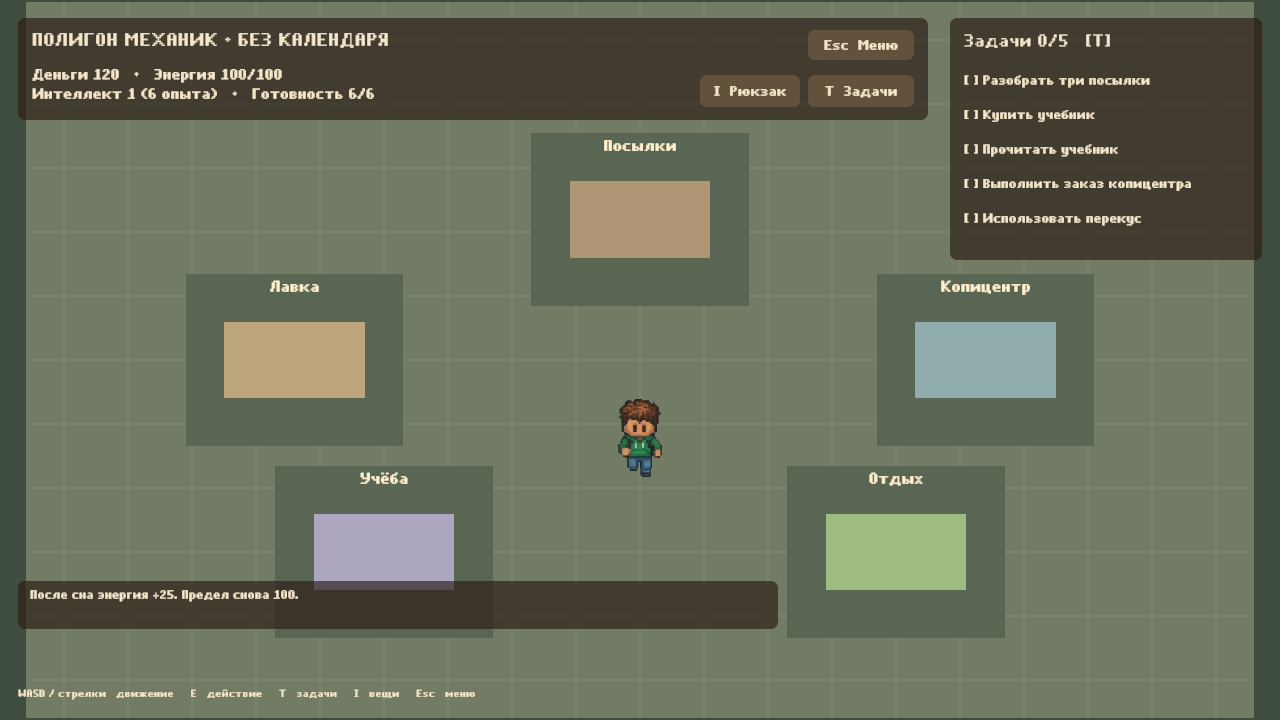 ПОЛИГОН МЕХАНИК • БЕЗ КАЛЕНДАРЯ
Деньги 120 • Энергия 100/100
Интеллект 1 (6 опыта) • Готовность 6/6
Esc Меню
I Рюкзак
T Задачи
Задачи 0/5 [T]
[ ] Разобрать три посылки
[ ] Купить учебник
[ ] Прочитать учебник
[ ] Выполнить заказ копицентра
[ ] Использовать перекус
Посылки
Лавка
Копицентр
Учёба
Отдых
После сна энергия +25. Предел снова 100.
WASD / стрелки движение E действие T задачи I вещи Esc меню